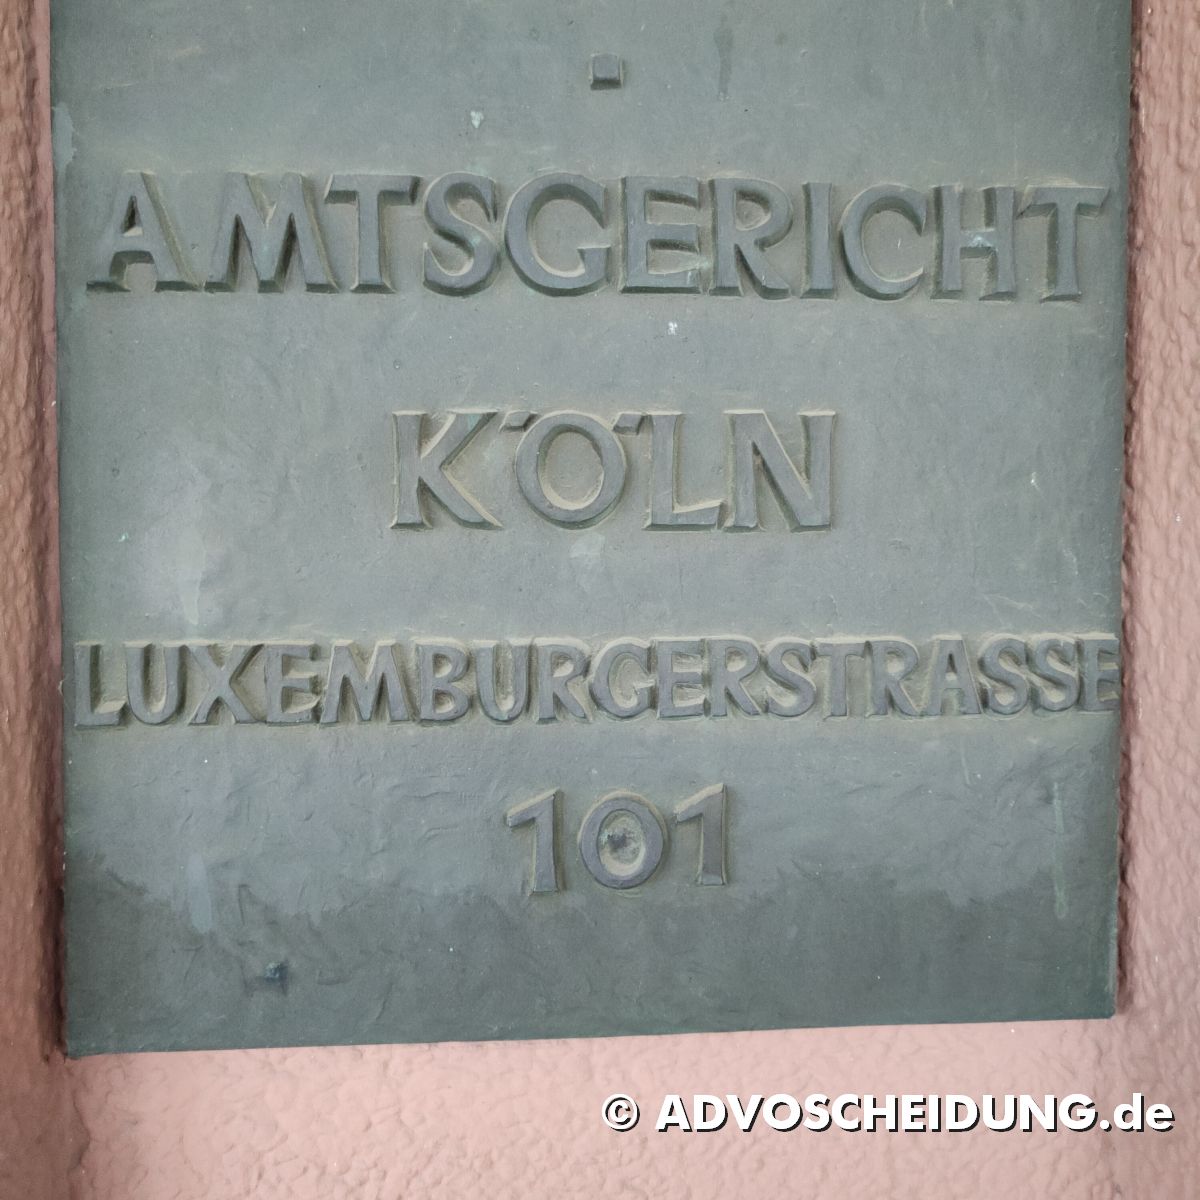 AMTSGERICHT
KÖLN
LUXEMBURGERSTRASSE
101
© ADVOSCHEIDUNG.de